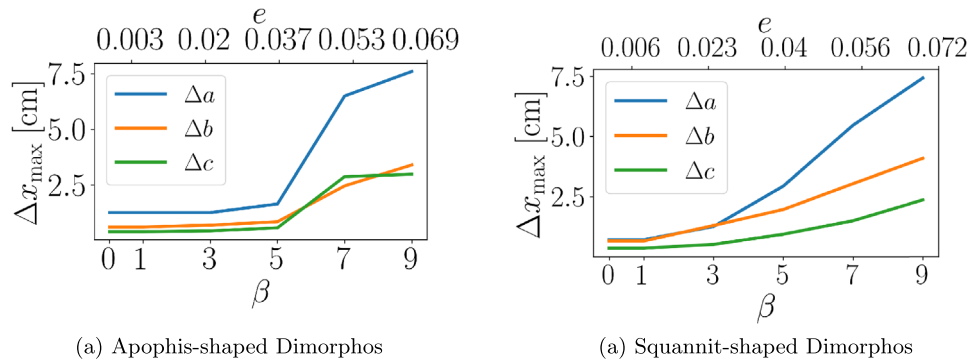 e
0.003 0.02 0.037 0.053 0.069
Δx_max [cm]
7.5
5.0
2.5
Δa
Δb
Δc
0 1 3 5 7 9
β
(a) Apophis-shaped Dimorphos
e
0.006 0.023 0.04 0.056 0.072
Δx_max [cm]
7.5
5.0
2.5
Δa
Δb
Δc
0 1 3 5 7 9
β
(a) Squannit-shaped Dimorphos